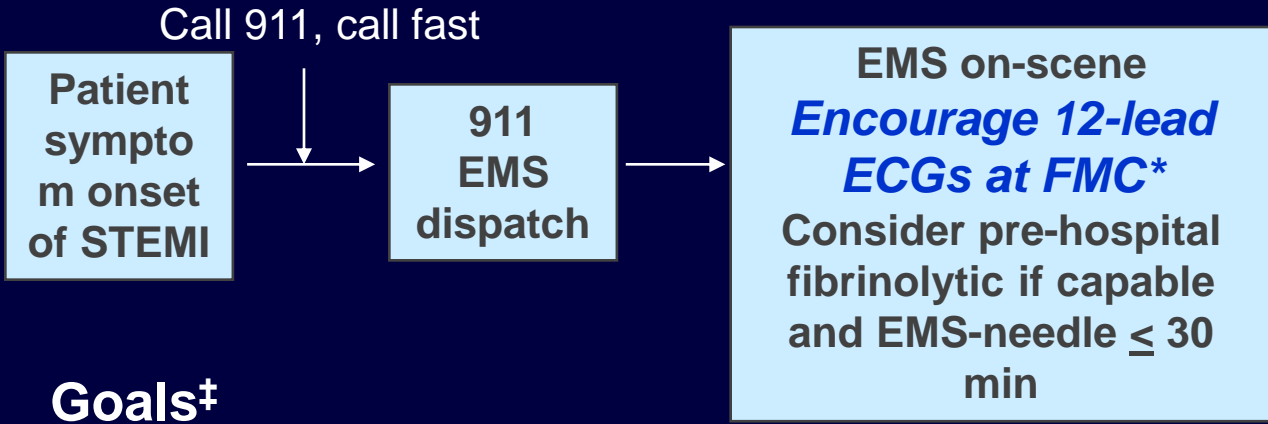 Call 911, call fast
Patient
sympto
m onset
of STEMI
911
EMS
dispatch
EMS on-scene
Encourage 12-lead
ECGs at FMC*
Consider pre-hospital
fibrinolytic if capable
and EMS-needle < 30
min
Goals‡